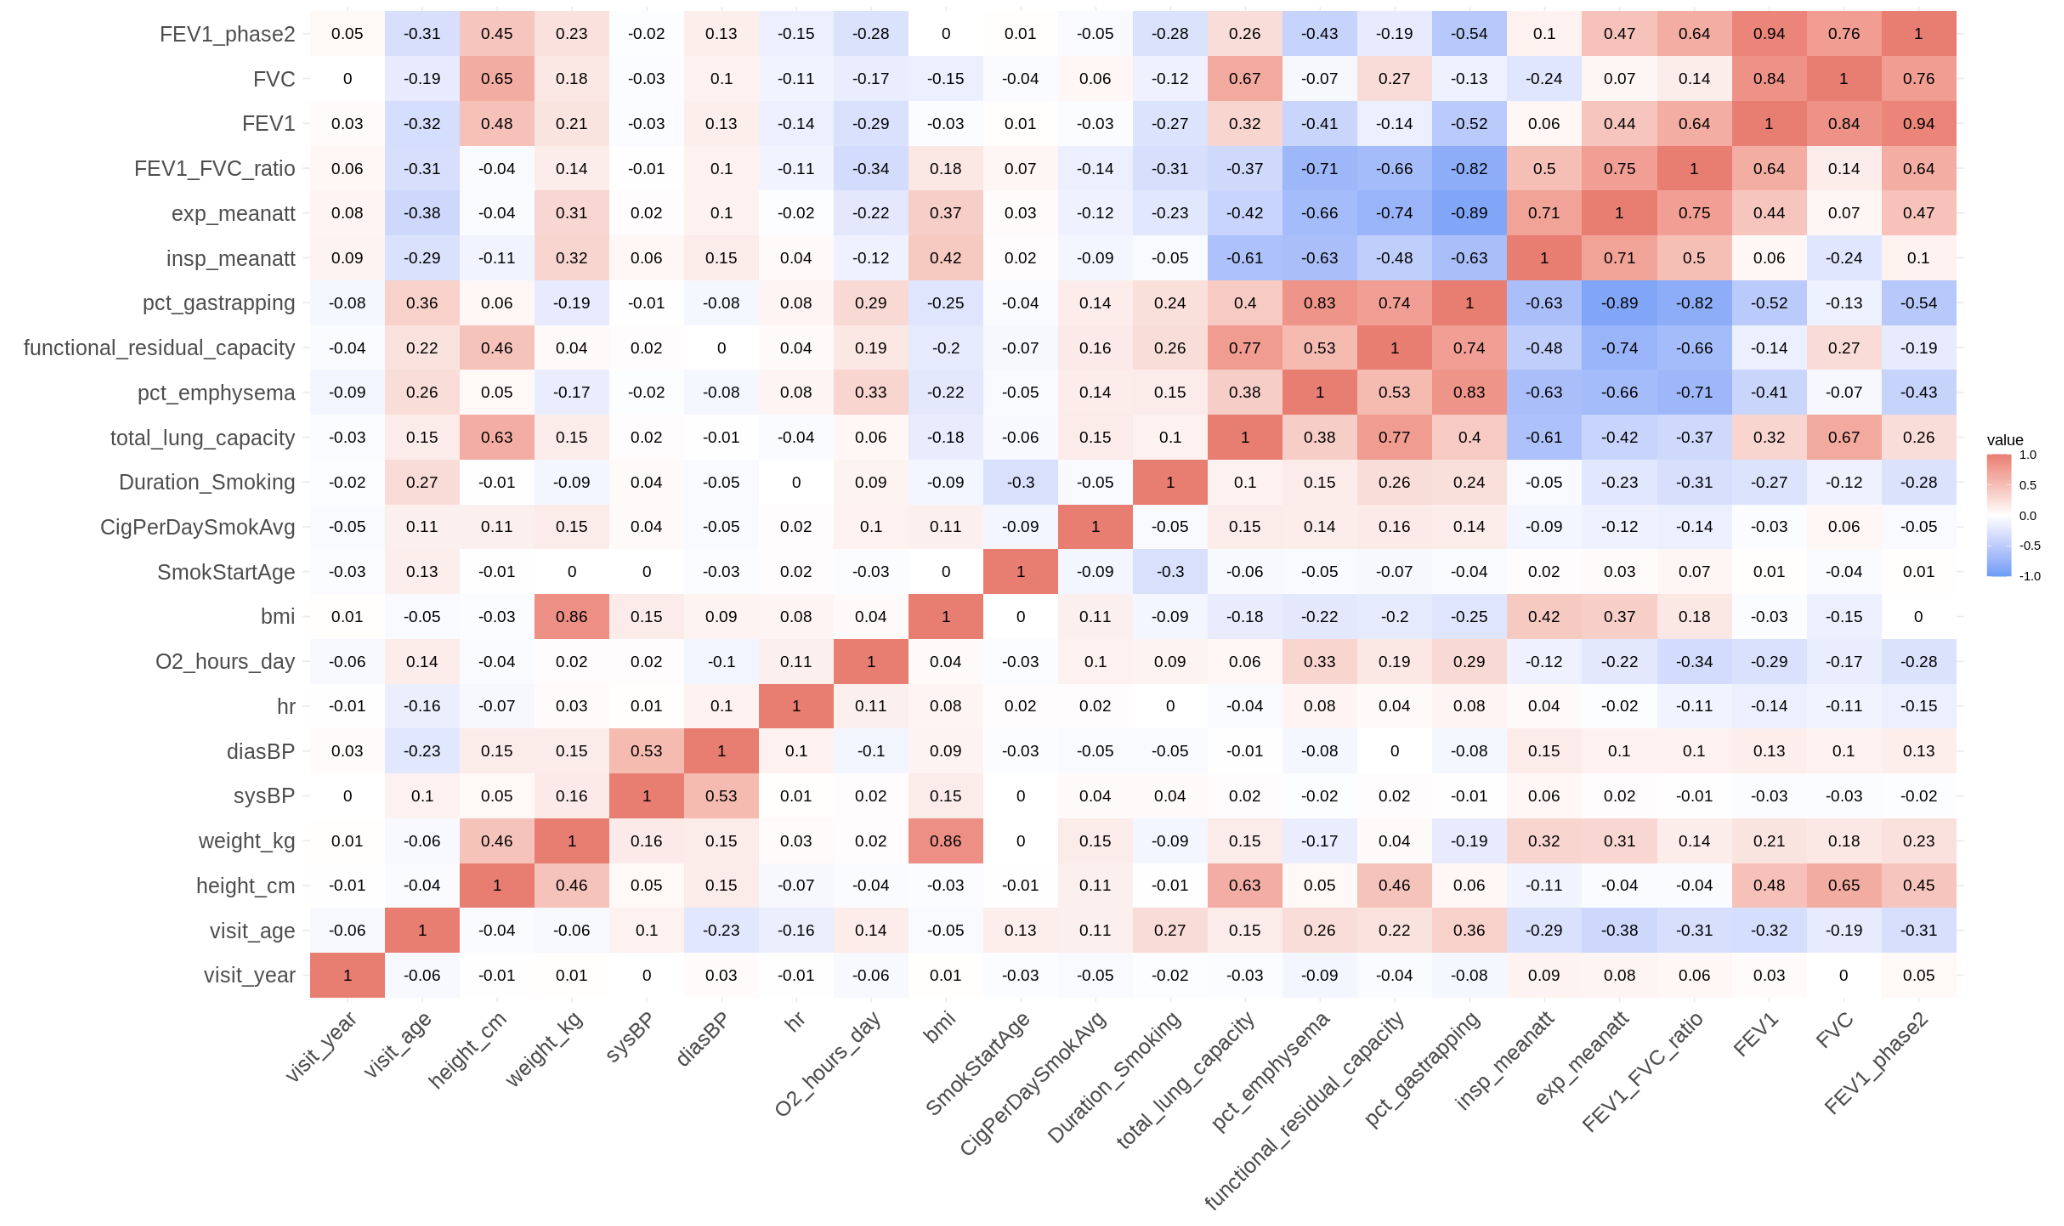 FEV1_phase2 0.05 -0.31 0.45 0.23 -0.02 0.13 -0.15 -0.28 0 0.01 -0.05 -0.28 0.26 -0.43 -0.19 -0.54 0.1 0.47 0.64 0.94 0.76 1
FVC 0 -0.19 0.65 0.18 -0.03 0.1 -0.11 -0.17 -0.15 -0.04 0.06 -0.12 0.67 -0.07 0.27 -0.13 -0.24 0.07 0.14 0.84 1 0.76
FEV1 0.03 -0.32 0.48 0.21 -0.03 0.13 -0.14 -0.29 -0.03 0.01 -0.03 -0.27 0.32 -0.41 -0.14 -0.52 0.06 0.44 0.64 1 0.84 0.94
FEV1_FVC_ratio 0.06 -0.31 -0.04 0.14 -0.01 0.1 -0.11 -0.34 0.18 0.07 -0.14 -0.31 -0.37 -0.71 -0.66 -0.82 0.5 0.75 1 0.64 0.14 0.64
exp_meanatt 0.08 -0.38 -0.04 0.31 0.02 0.1 -0.02 -0.22 0.37 0.03 -0.12 -0.23 -0.42 -0.66 -0.74 -0.89 0.71 1 0.75 0.44 0.07 0.47
insp_meanatt 0.09 -0.29 -0.11 0.32 0.06 0.15 0.04 -0.12 0.42 0.02 -0.09 -0.05 -0.61 -0.63 -0.48 -0.63 1 0.71 0.5 0.06 -0.24 0.1
pct_gastrapping -0.08 0.36 0.06 -0.19 -0.01 -0.08 0.08 0.29 -0.25 -0.04 0.14 0.24 0.4 0.83 0.74 1 -0.63 -0.89 -0.82 -0.52 -0.13 -0.54
functional_residual_capacity -0.04 0.22 0.46 0.04 0.02 0 0.04 0.19 -0.2 -0.07 0.16 0.26 0.77 0.53 1 0.74 -0.48 -0.74 -0.66 -0.14 0.27 -0.19
pct_emphysema -0.09 0.26 0.05 -0.17 -0.02 -0.08 0.08 0.33 -0.22 -0.05 0.14 0.15 0.38 1 0.53 0.83 -0.63 -0.66 -0.71 -0.41 -0.07 -0.43
total_lung_capacity -0.03 0.15 0.63 0.15 0.02 -0.01 -0.04 0.06 -0.18 -0.06 0.15 0.1 1 0.38 0.77 0.4 -0.61 -0.42 -0.37 0.32 0.67 0.26
Duration_Smoking -0.02 0.27 -0.01 -0.09 0.04 -0.05 0 0.09 -0.09 -0.3 -0.05 1 0.1 0.15 0.26 0.24 -0.05 -0.23 -0.31 -0.27 -0.12 -0.28
CigPerDaySmokAvg -0.05 0.11 0.11 0.15 0.04 -0.05 0.02 0.1 0.11 -0.09 1 -0.05 0.15 0.14 0.16 0.14 -0.09 -0.12 -0.14 -0.03 0.06 -0.05
SmokStartAge -0.03 0.13 -0.01 0 0 -0.03 0.02 -0.03 0 1 -0.09 -0.3 -0.06 -0.05 -0.07 -0.04 0.02 0.03 0.07 0.01 -0.04 0.01
bmi 0.01 -0.05 -0.03 0.86 0.15 0.09 0.08 0.04 1 0 0.11 -0.09 -0.18 -0.22 -0.2 -0.25 0.42 0.37 0.18 -0.03 -0.15 0
O2_hours_day -0.06 0.14 -0.04 0.02 0.02 -0.1 0.11 1 0.04 -0.03 0.1 0.09 0.06 0.33 0.19 0.29 -0.12 -0.22 -0.34 -0.29 -0.17 -0.28
hr -0.01 -0.16 -0.07 0.03 0.01 0.1 1 0.11 0.08 0.02 0.02 0 -0.04 0.08 0.04 0.08 0.04 -0.02 -0.11 -0.14 -0.11 -0.15
diasBP 0.03 -0.23 0.15 0.15 0.53 1 0.1 -0.1 0.09 -0.03 -0.05 -0.05 -0.01 -0.08 0 -0.08 0.15 0.1 0.1 0.13 0.1 0.13
sysBP 0 0.1 0.05 0.16 1 0.53 0.01 0.02 0.15 0 0.04 0.04 0.02 -0.02 0.02 -0.01 0.06 0.02 -0.01 -0.03 -0.03 -0.02
weight_kg 0.01 -0.06 0.46 1 0.16 0.15 0.03 0.02 0.86 0 0.15 -0.09 0.15 -0.17 0.04 -0.19 0.32 0.31 0.14 0.21 0.18 0.23
height_cm -0.01 -0.04 1 0.46 0.05 0.15 -0.07 -0.04 -0.03 -0.01 0.11 -0.01 0.63 0.05 0.46 0.06 -0.11 -0.04 -0.04 0.48 0.65 0.45
visit_age -0.06 1 -0.04 -0.06 0.1 -0.23 -0.16 0.14 -0.05 0.13 0.11 0.27 0.15 0.26 0.22 0.36 -0.29 -0.38 -0.31 -0.32 -0.19 -0.31
visit_year 1 -0.06 -0.01 0.01 0 0.03 -0.01 -0.06 0.01 -0.03 -0.05 -0.02 -0.03 -0.09 -0.04 -0.08 0.09 0.08 0.06 0.03 0 0.05
visit_year visit_age height_cm weight_kg sysBP diasBP hr O2_hours_day bmi SmokStartAge CigPerDaySmokAvg Duration_Smoking total_lung_capacity pct_emphysema functional_residual_capacity pct_gastrapping insp_meanatt exp_meanatt FEV1_FVC_ratio FEV1 FVC FEV1_phase2
value
1.0
0.5
0.0
-0.5
-1.0